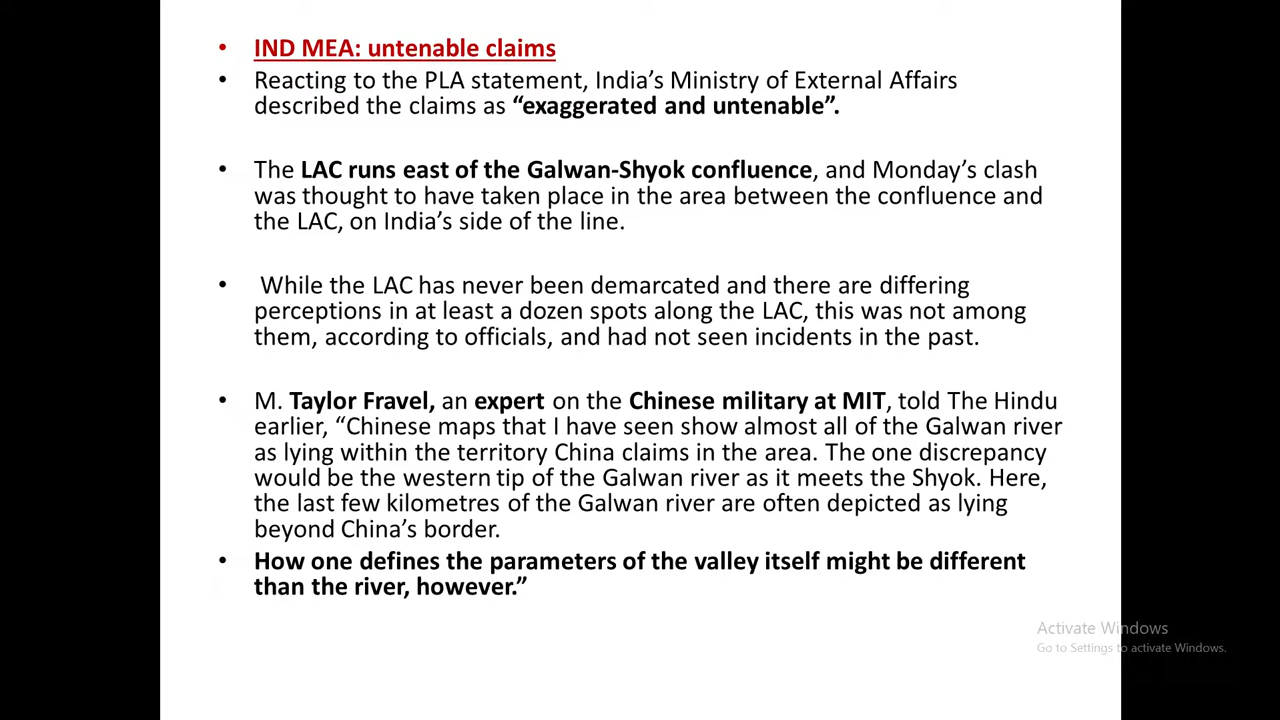 • IND MEA: untenable claims
• Reacting to the PLA statement, India’s Ministry of External Affairs
described the claims as “exaggerated and untenable”.
• The LAC runs east of the Galwan-Shyok confluence, and Monday’s clash
was thought to have taken place in the area between the confluence and
the LAC, on India’s side of the line.
• While the LAC has never been demarcated and there are differing
perceptions in at least a dozen spots along the LAC, this was not among
them, according to officials, and had not seen incidents in the past.
• M. Taylor Fravel, an expert on the Chinese military at MIT, told The Hindu
earlier, “Chinese maps that I have seen show almost all of the Galwan river
as lying within the territory China claims in the area. The one discrepancy
would be the western tip of the Galwan river as it meets the Shyok. Here,
the last few kilometres of the Galwan river are often depicted as lying
beyond China’s border.
• How one defines the parameters of the valley itself might be different
than the river, however.”
Activate Windows
Go to Settings to activate Windows.